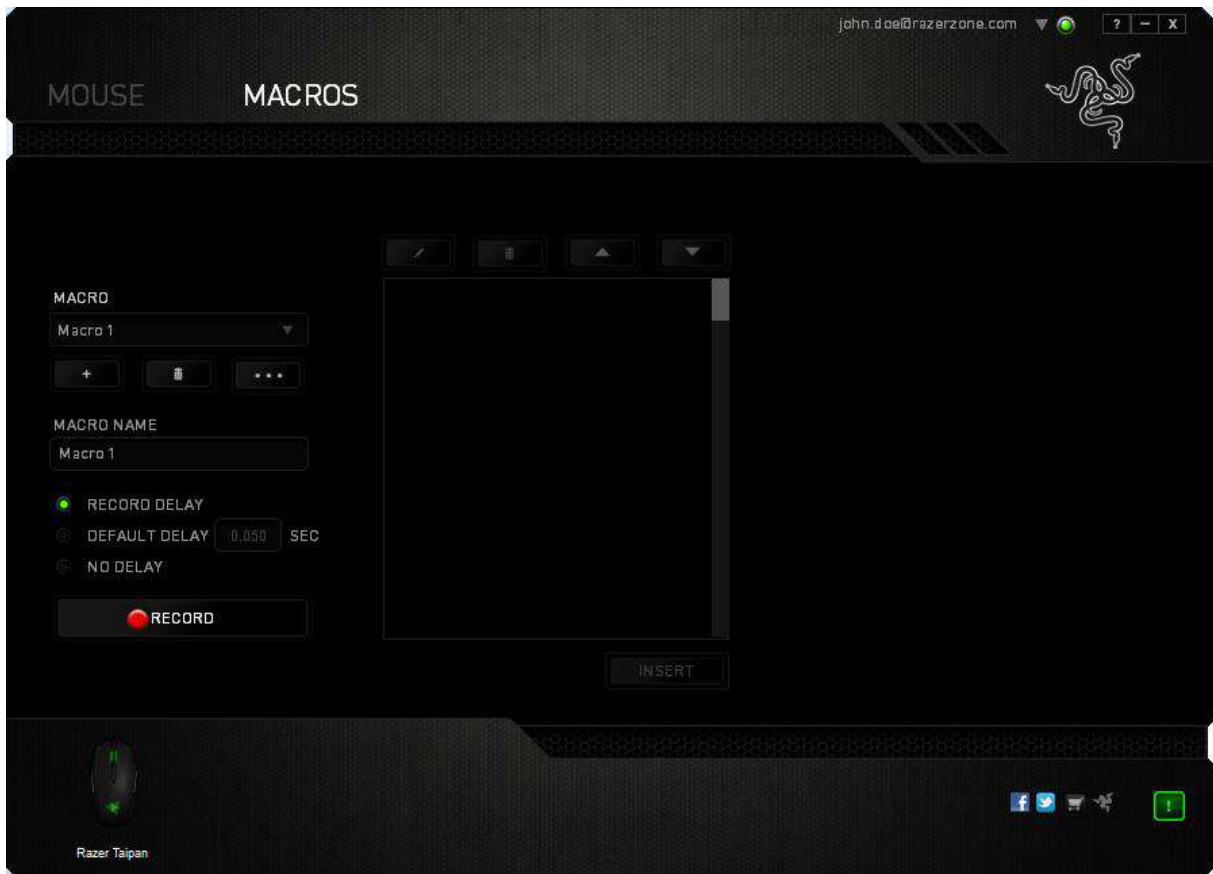 john.doe@razerzone.com
? – X
MOUSE MACROS
MACRO
Macro 1
+ •••
MACRO NAME
Macro 1
RECORD DELAY
DEFAULT DELAY 0.050 SEC
NO DELAY
RECORD
INSERT
f
!
Razer Taipan